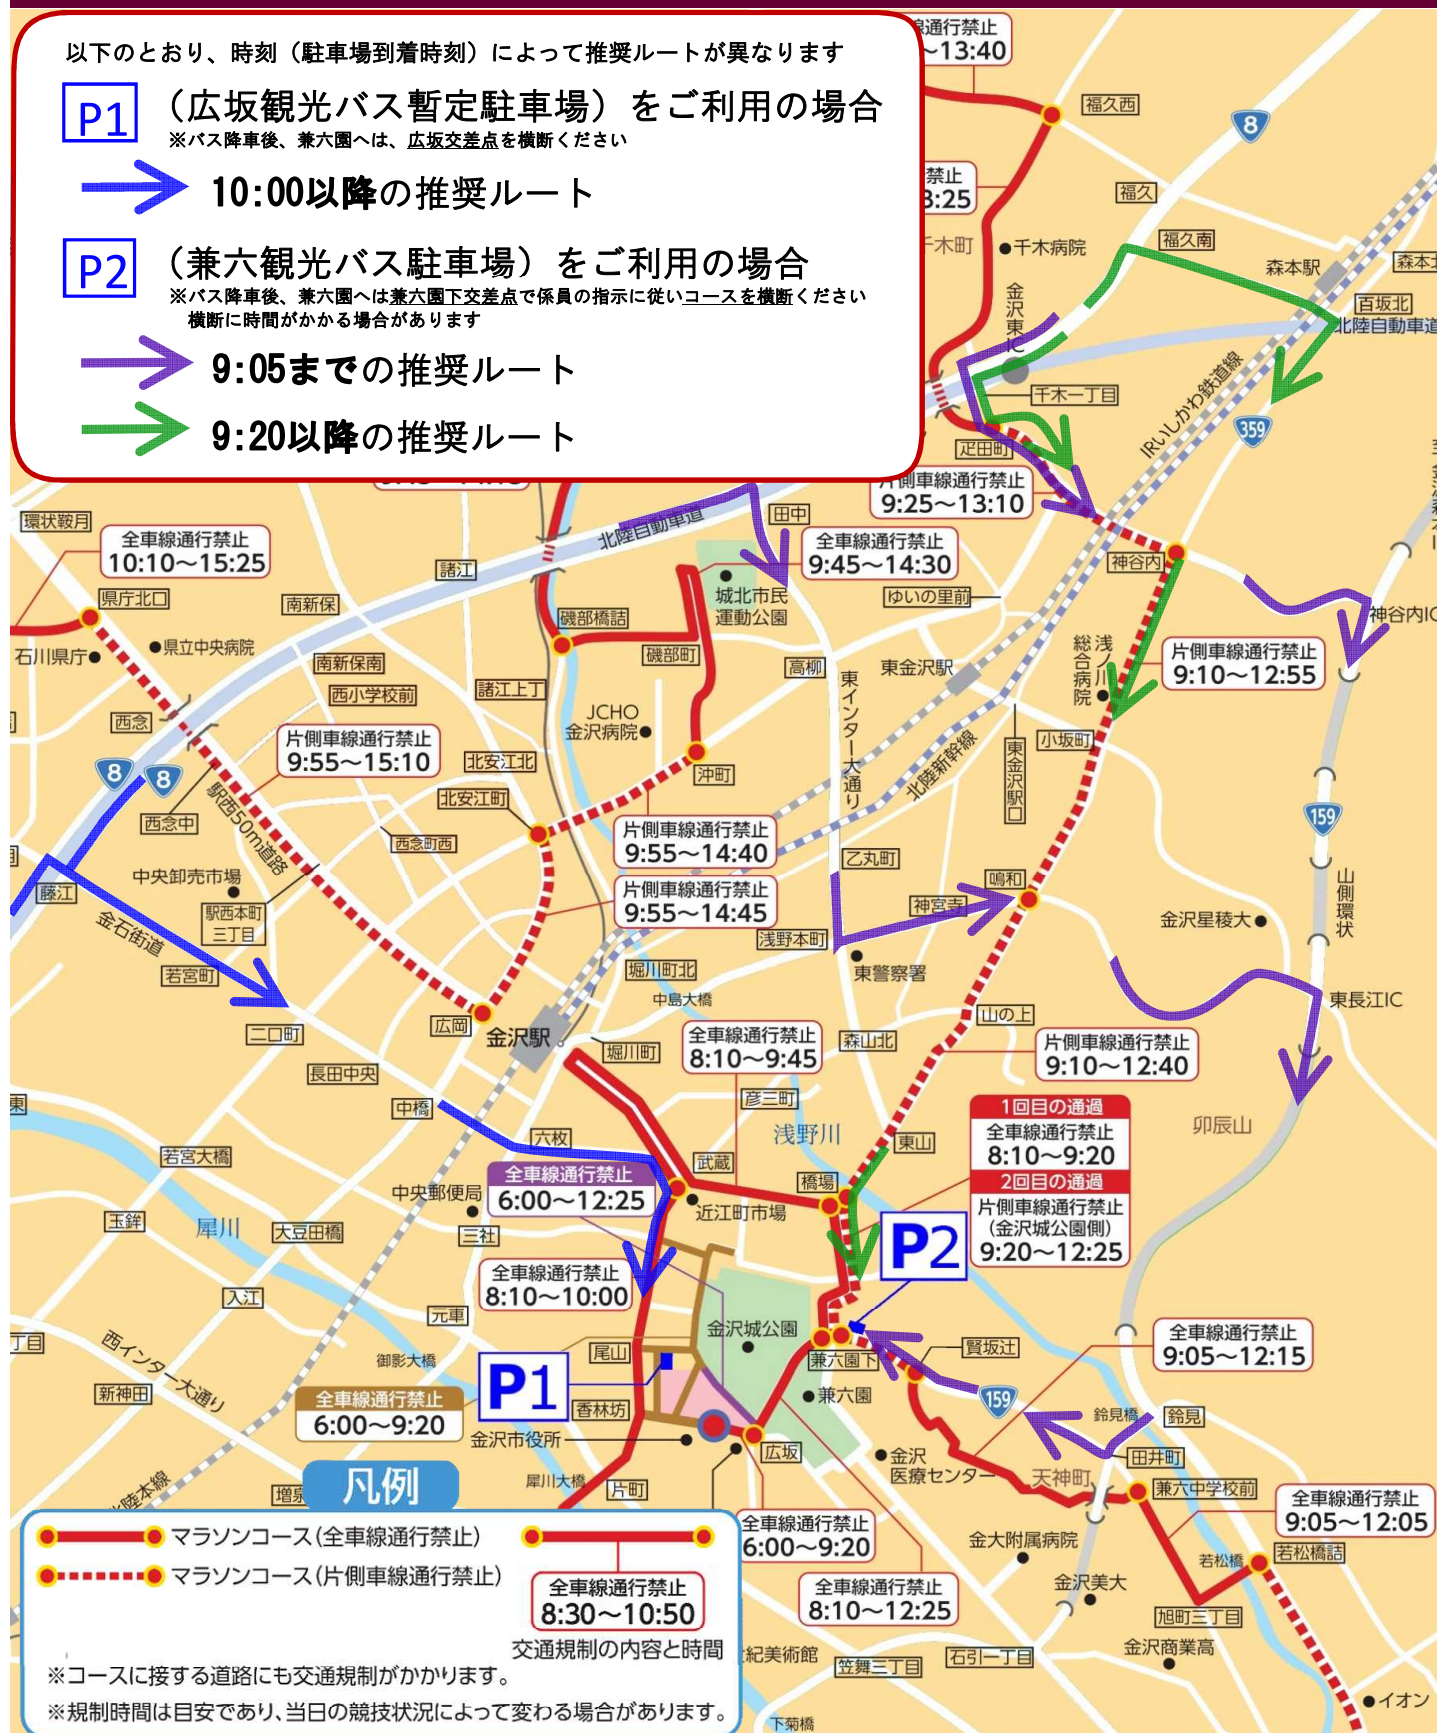 以下のとおり、時刻（駐車場到着時刻）によって推奨ルートが異なります
P1
（広坂観光バス暫定駐車場）をご利用の場合
※バス降車後、兼六園へは、広坂交差点を横断ください
10:00以降の推奨ルート
P2
（兼六観光バス駐車場）をご利用の場合
※バス降車後、兼六園へは兼六園下交差点で係員の指示に従いコースを横断ください
横断に時間がかかる場合があります
9:05までの推奨ルート
9:20以降の推奨ルート
線通行禁止
～13:40
福久西
8
禁止
3:25
福久
千木町
千木病院
福久南
森本駅
森本北
百坂北
北陸自動車道
金沢東IC
千木一丁目
IRいしかわ鉄道線
359
疋田町
片側車線通行禁止
9:25～13:10
環状鞍月
全車線通行禁止
10:10～15:25
北陸自動車道
田中
全車線通行禁止
9:45～14:30
神谷内
諸江
城北市民
運動公園
ゆいの里前
県庁北口
南新保
磯部橋詰
神谷内IC
石川県庁
県立中央病院
南新保南
磯部町
高柳
東金沢駅
浅ノ川
総合病院
片側車線通行禁止
9:10～12:55
西小学校前
諸江上丁
東インター大通り
西念
JCHO
金沢病院
東金沢駅口
小坂町
片側車線通行禁止
9:55～15:10
北安江北
沖町
北陸新幹線
8
8
北安江町
159
西念中
駅西50m道路
西念町西
片側車線通行禁止
9:55～14:40
乙丸町
藤江
中央卸売市場
片側車線通行禁止
9:55～14:45
鳴和
山側環状
金石街道
駅西本町
三丁目
神宮寺
金沢星稜大
浅野本町
若宮町
堀川町北
東警察署
中島大橋
東長江IC
二口町
広岡
金沢駅
山の上
堀川町
全車線通行禁止
8:10～9:45
森山北
片側車線通行禁止
9:10～12:40
長田中央
中橋
彦三町
浅野川
1回目の通過
全車線通行禁止
8:10～9:20
2回目の通過
片側車線通行禁止
(金沢城公園側)
9:20～12:25
卯辰山
六枚
東山
若宮大橋
武蔵
橋場
全車線通行禁止
6:00～12:25
中央郵便局
近江町市場
玉鉾
犀川
大豆田橋
三社
P2
全車線通行禁止
8:10～10:00
入江
元車
金沢城公園
西インター大通り
御影大橋
尾山
兼六園下
賢坂辻
全車線通行禁止
9:05～12:15
新神田
P1
兼六園
159
全車線通行禁止
6:00～9:20
香林坊
鈴見橋
鈴見
金沢市役所
広坂
金沢
医療センター
田井町
天神町
凡例
増泉
犀川大橋
片町
兼六中学校前
マラソンコース(全車線通行禁止)
マラソンコース(片側車線通行禁止)
全車線通行禁止
8:30～10:50
交通規制の内容と時間
全車線通行禁止
6:00～9:20
全車線通行禁止
9:05～12:05
金大附属病院
若松橋
若松橋詰
全車線通行禁止
8:10～12:25
金沢美大
旭町三丁目
紀美術館
笠舞三丁目
石引一丁目
金沢商業高
※コースに接する道路にも交通規制がかかります。
※規制時間は目安であり、当日の競技状況によって変わる場合があります。
イオン
下菊橋